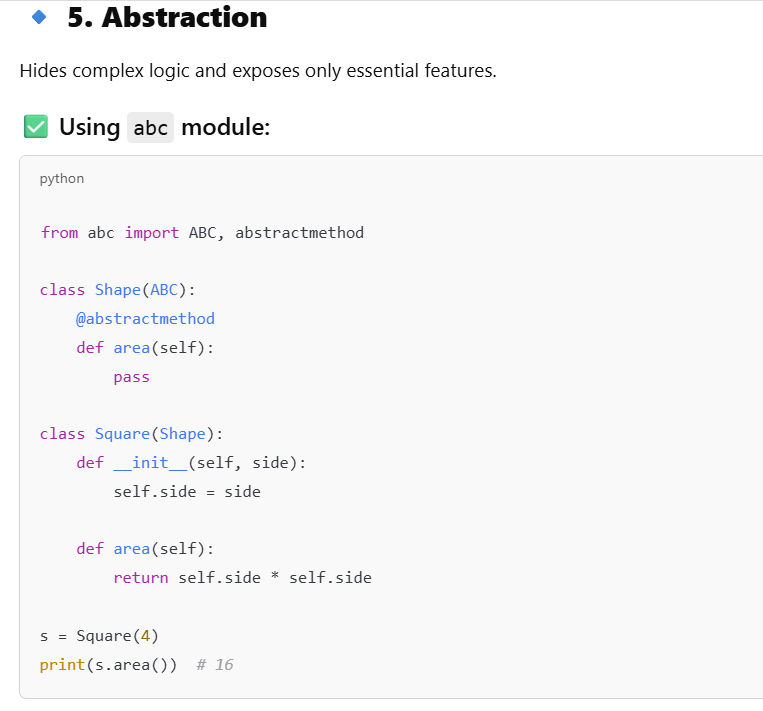 🔹 5. Abstraction
Hides complex logic and exposes only essential features.
✅ Using abc module:
python
from abc import ABC, abstractmethod
class Shape(ABC):
    @abstractmethod
    def area(self):
        pass
class Square(Shape):
    def __init__(self, side):
        self.side = side
    def area(self):
        return self.side * self.side
s = Square(4)
print(s.area())  # 16